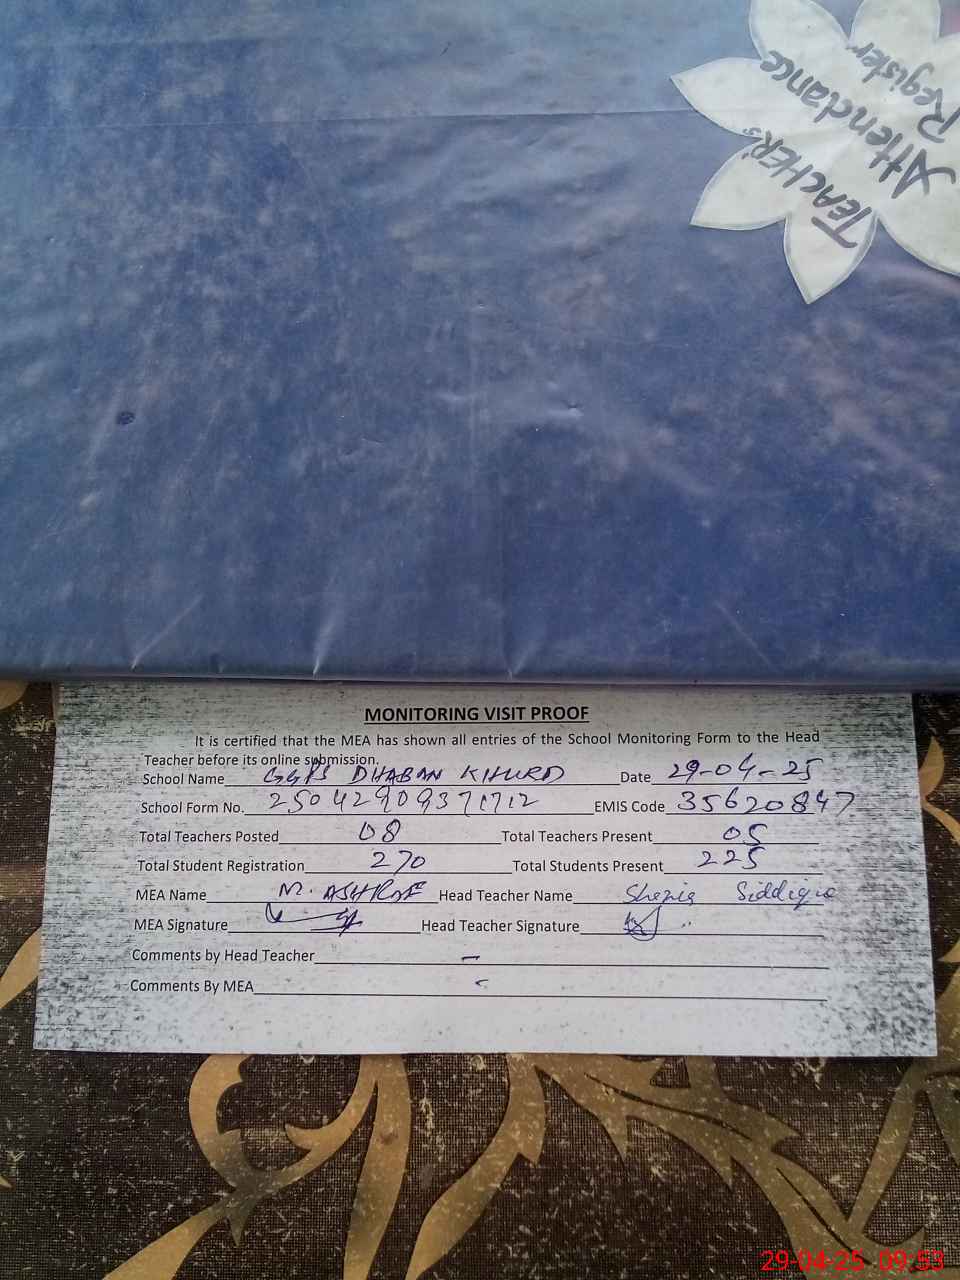 TEACHER'S
Attendance
Register
MONITORING VISIT PROOF
It is certified that the MEA has shown all entries of the School Monitoring Form to the Head
Teacher before its online submission.
School Name GGPS DHABAN KHURD Date 29-04-25
School Form No. EMIS Code 35620847
Total Teachers Posted 08 Total Teachers Present 05
Total Student Registration 270 Total Students Present 225
MEA Name M. ASHRAF Head Teacher Name Siddiqie
MEA Signature Head Teacher Signature
Comments by Head Teacher
Comments By MEA
29-04-25 09:53